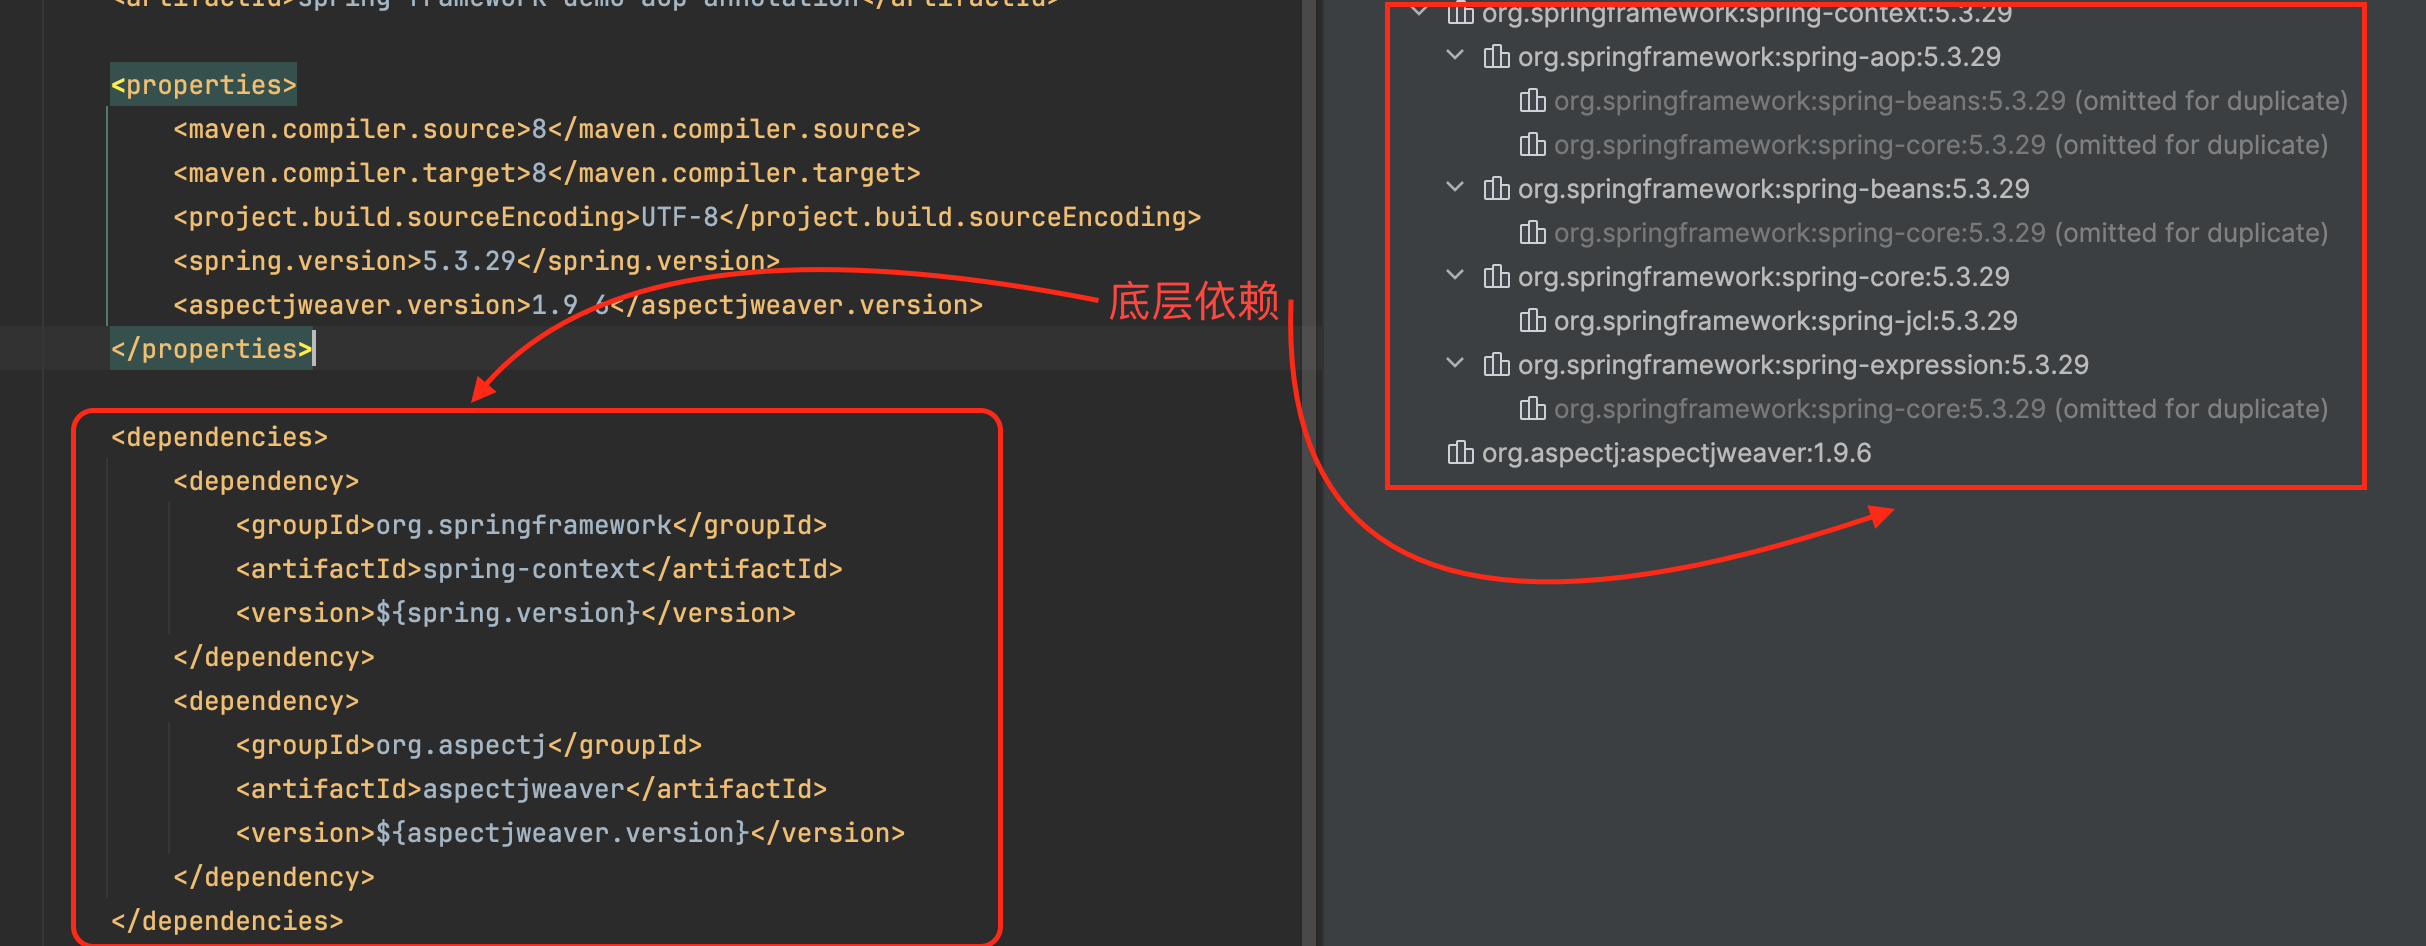 <artifactId>spring-framework-demo-aop-annotation</artifactId>
<properties>
<maven.compiler.source>8</maven.compiler.source>
<maven.compiler.target>8</maven.compiler.target>
<project.build.sourceEncoding>UTF-8</project.build.sourceEncoding>
<spring.version>5.3.29</spring.version>
<aspectjweaver.version>1.9.6</aspectjweaver.version>
</properties>
<dependencies>
<dependency>
<groupId>org.springframework</groupId>
<artifactId>spring-context</artifactId>
<version>${spring.version}</version>
</dependency>
<dependency>
<groupId>org.aspectj</groupId>
<artifactId>aspectjweaver</artifactId>
<version>${aspectjweaver.version}</version>
</dependency>
</dependencies>
底层依赖
org.springframework:spring-context:5.3.29
org.springframework:spring-aop:5.3.29
org.springframework:spring-beans:5.3.29 (omitted for duplicate)
org.springframework:spring-core:5.3.29 (omitted for duplicate)
org.springframework:spring-beans:5.3.29
org.springframework:spring-core:5.3.29 (omitted for duplicate)
org.springframework:spring-core:5.3.29
org.springframework:spring-jcl:5.3.29
org.springframework:spring-expression:5.3.29
org.springframework:spring-core:5.3.29 (omitted for duplicate)
org.aspectj:aspectjweaver:1.9.6